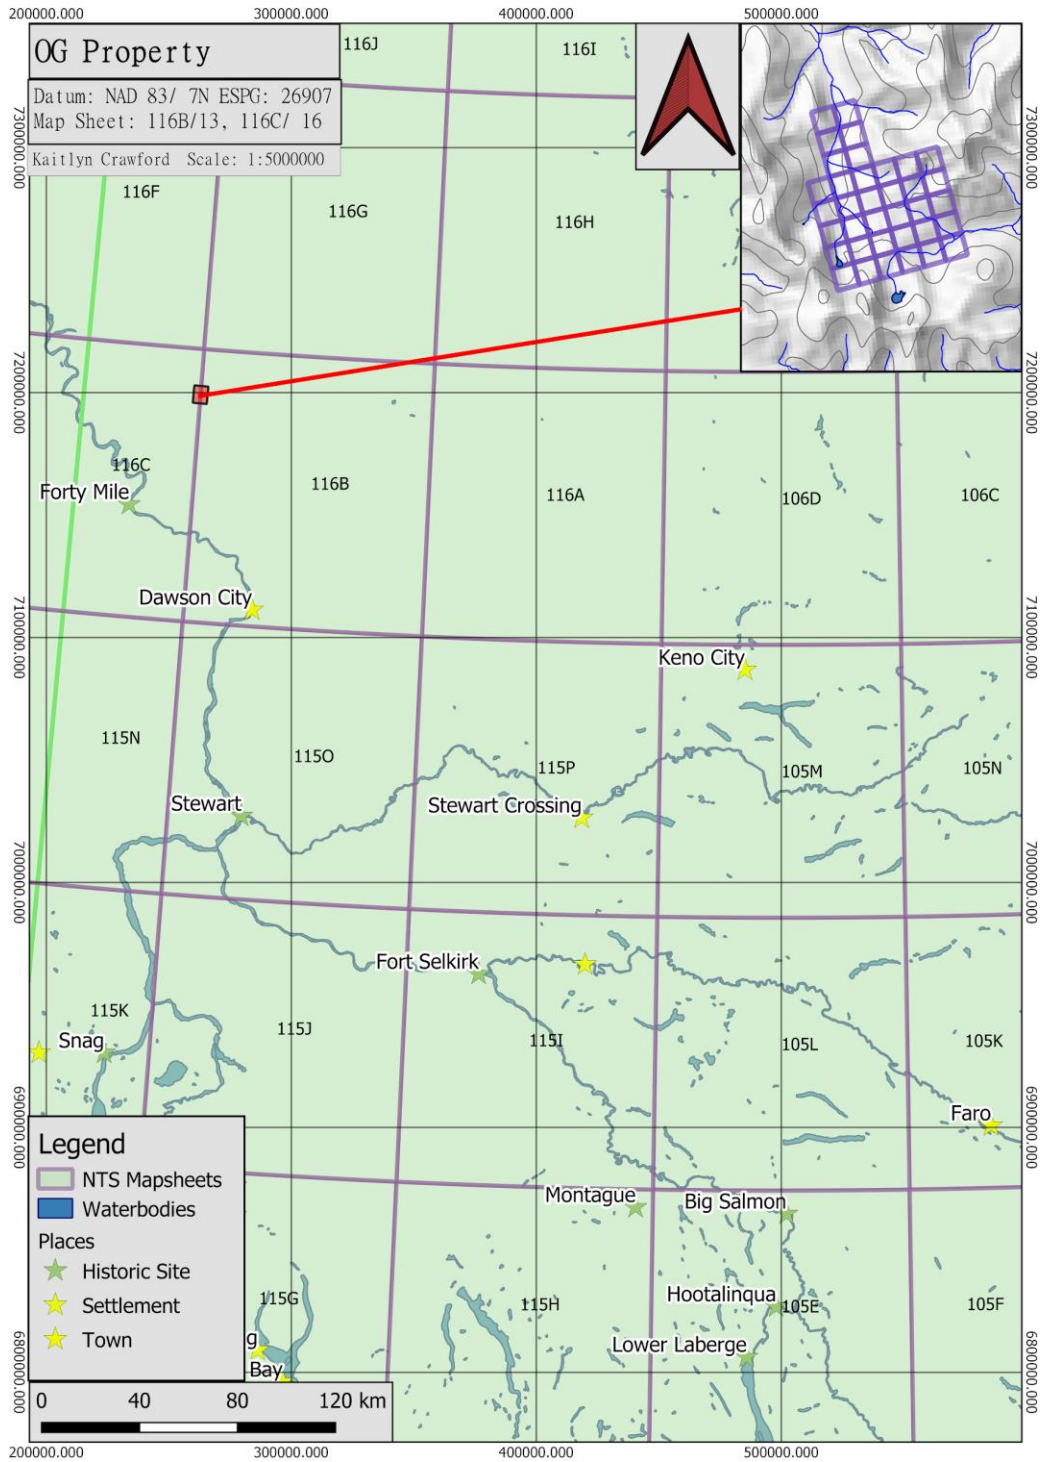 200000.000 300000.000 400000.000 500000.000
OG Property
Datum: NAD 83/ 7N ESPG: 26907
Map Sheet: 116B/13, 116C/ 16
Kaitlyn Crawford Scale: 1:5000000
116J
116I
7300000.000
7300000.000
116F
116G
116H
7200000.000
7200000.000
116C
Forty Mile
116B
116A
106D
106C
Dawson City
7100000.000
7100000.000
Keno City
115N
115O
115P
105M
105N
Stewart
Stewart Crossing
7000000.000
7000000.000
Fort Selkirk
115K
115J
115I
105L
105K
Snag
6900000.000
6900000.000
Faro
Legend
NTS Mapsheets
Waterbodies
Places
Historic Site
Settlement
Town
Montague
Big Salmon
Hootalinqua
115G
115H
105E
105F
g
Lower Laberge
Bay
6800000.000
6800000.000
0 40 80 120 km
200000.000 300000.000 400000.000 500000.000